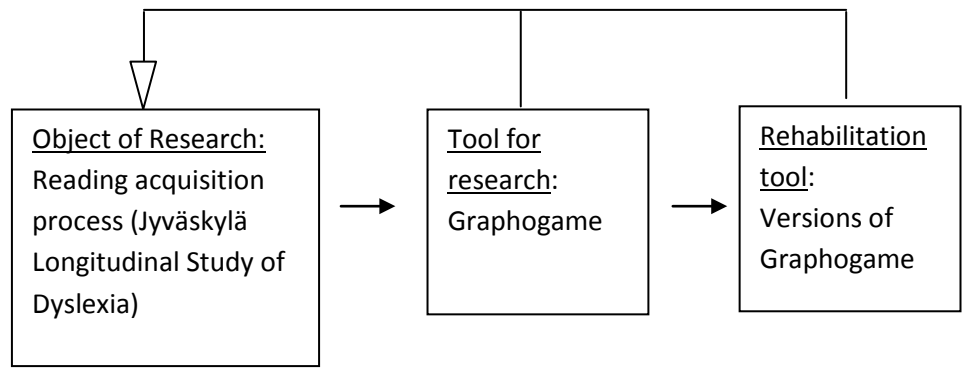 Object of Research:
Reading acquisition
process (Jyväskylä
Longitudinal Study of
Dyslexia)
Tool for
research:
Graphogame
Rehabilitation
tool:
Versions of
Graphogame